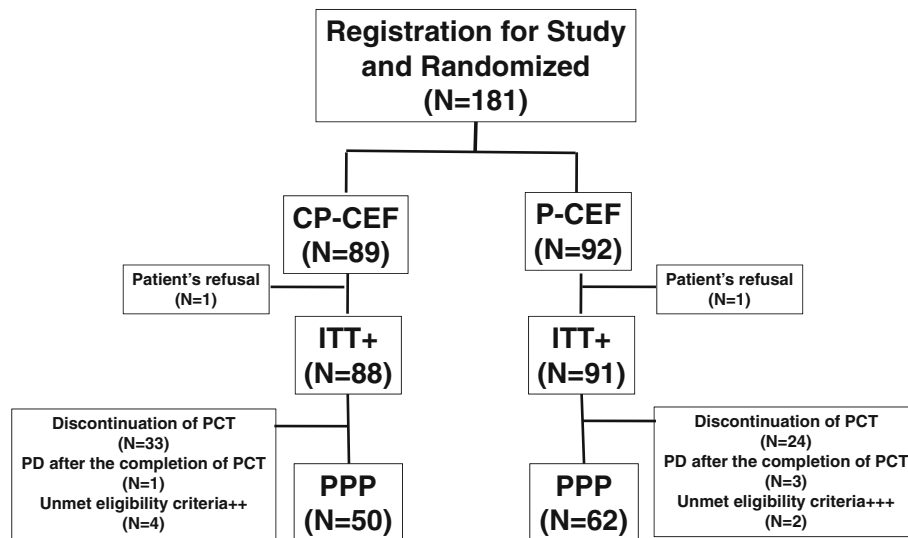 Registration for Study
and Randomized
(N=181)
CP-CEF
(N=89)
P-CEF
(N=92)
Patient's refusal
(N=1)
Patient's refusal
(N=1)
ITT+
(N=88)
ITT+
(N=91)
Discontinuation of PCT
(N=33)
PD after the completion of PCT
(N=1)
Unmet eligibility criteria++
(N=4)
Discontinuation of PCT
(N=24)
PD after the completion of PCT
(N=3)
Unmet eligibility criteria+++
(N=2)
PPP
(N=50)
PPP
(N=62)